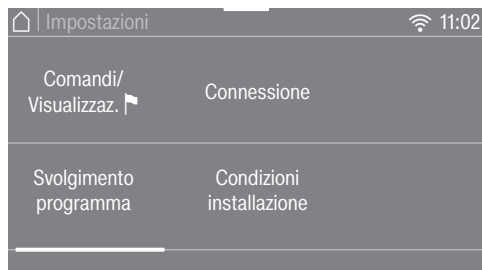 Impostazioni
11:02
Comandi/
Visualizzaz.
Connessione
Svolgimento
programma
Condizioni
installazione